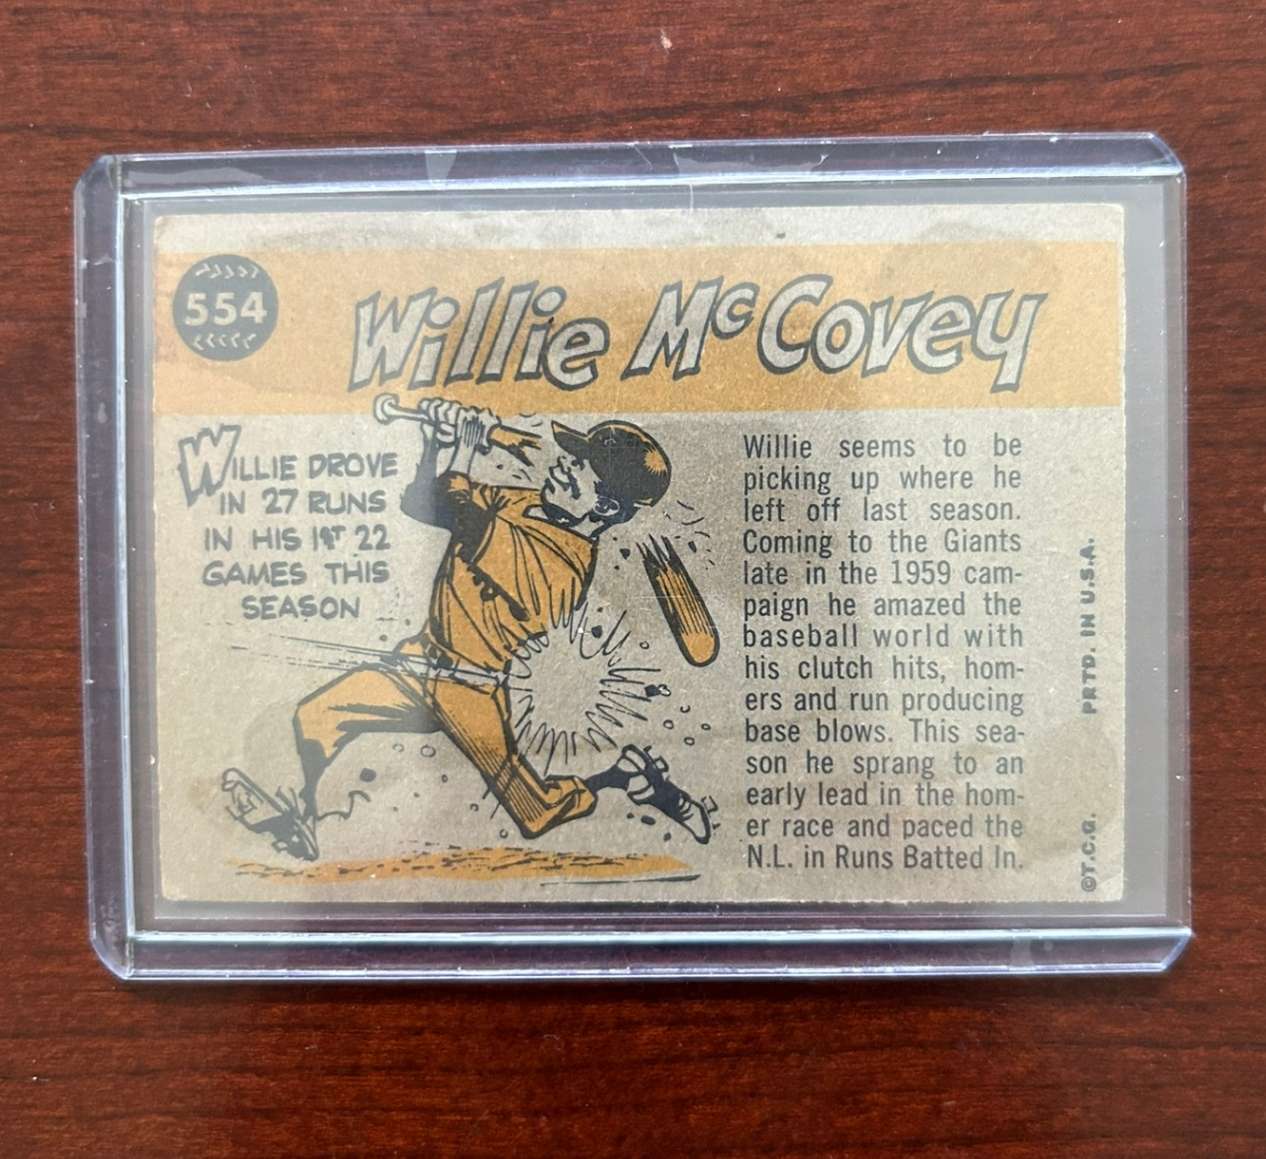 554
Willie McCovey
WILLIE DROVE
IN 27 RUNS
IN HIS 1ST 22
GAMES THIS
SEASON
Willie seems to be
picking up where he
left off last season.
Coming to the Giants
late in the 1959 cam-
paign he amazed the
baseball world with
his clutch hits, hom-
ers and run producing
base blows. This sea-
son he sprang to an
early lead in the hom-
er race and paced the
N.L. in Runs Batted In.
©T.C.G.
PRTD. IN U.S.A.